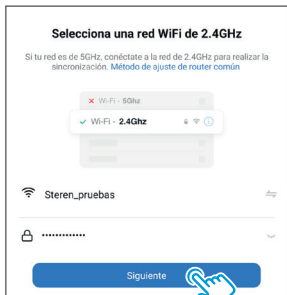 Selecciona una red WiFi de 2.4GHz
Si tu red es de 5GHz, conéctate a la red de 2.4GHz para realizar la
sincronización. Método de ajuste de router común
Wi-Fi - 5Ghz
Wi-Fi - 2.4Ghz
Steren_pruebas
•••••••••••••
Siguiente